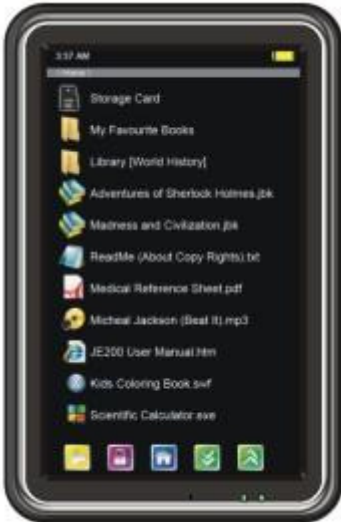 3:37 AM
Home
Storage Card
My Favourite Books
Library [World History]
Adventures of Sherlock Holmes.jbk
Madness and Civilization.jbk
ReadMe (About Copy Rights).txt
Medical Reference Sheet.pdf
Micheal Jackson (Beat It).mp3
JE200 User Manual.htm
Kids Coloring Book.swf
Scientific Calculator.exe